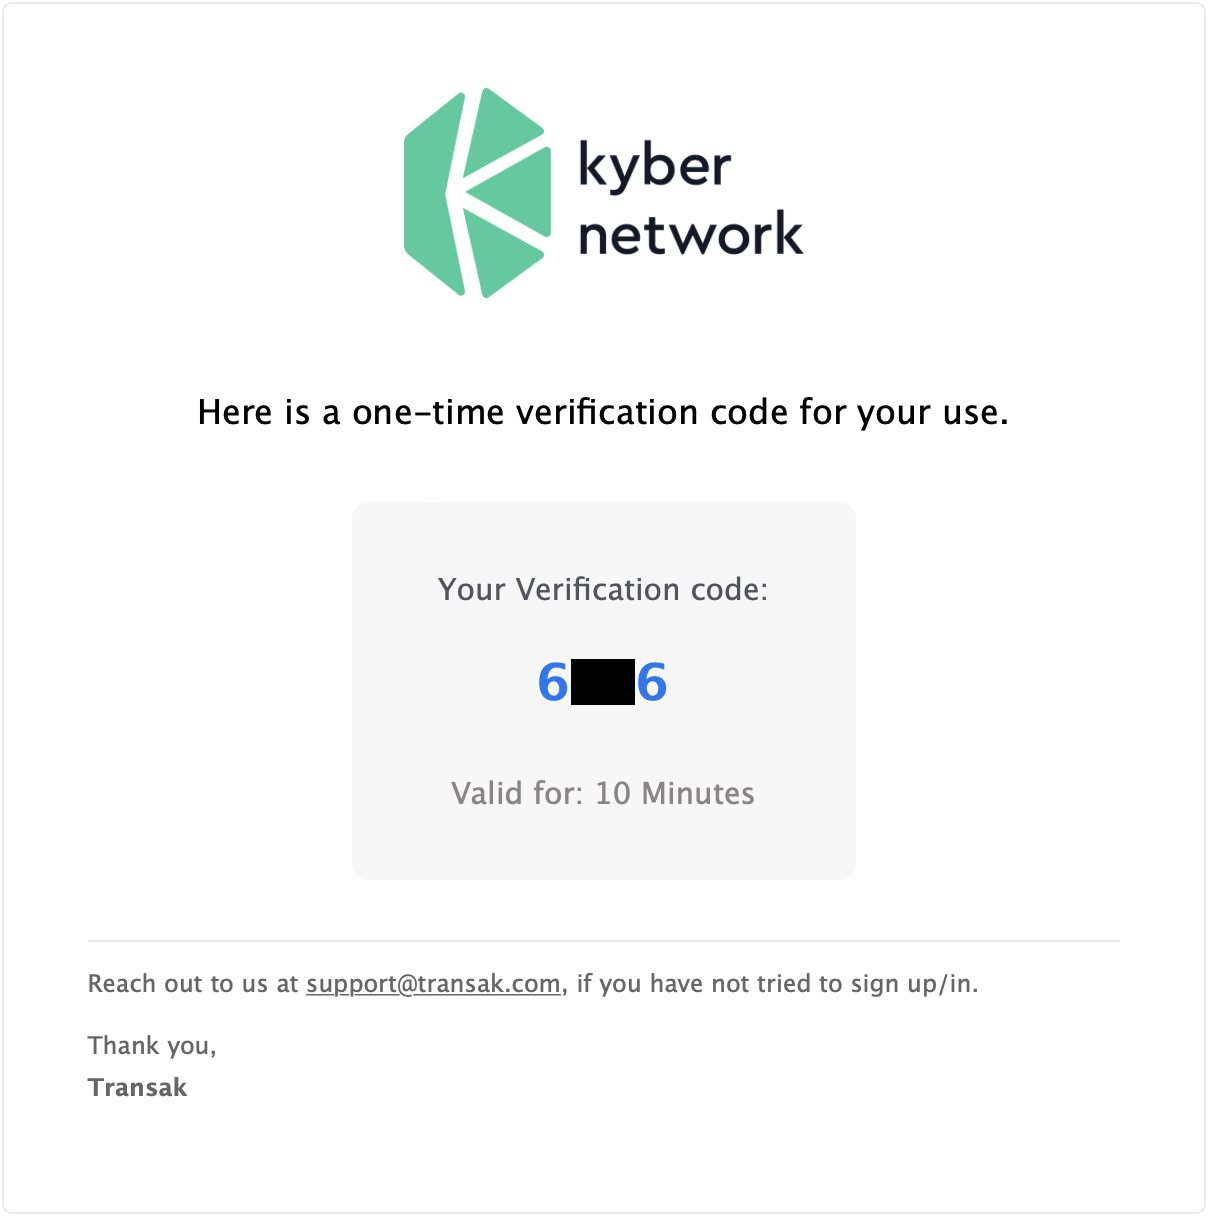 kyber
network
Here is a one-time verification code for your use.
Your Verification code:
6 6
Valid for: 10 Minutes
Reach out to us at support@transak.com, if you have not tried to sign up/in.
Thank you,
Transak